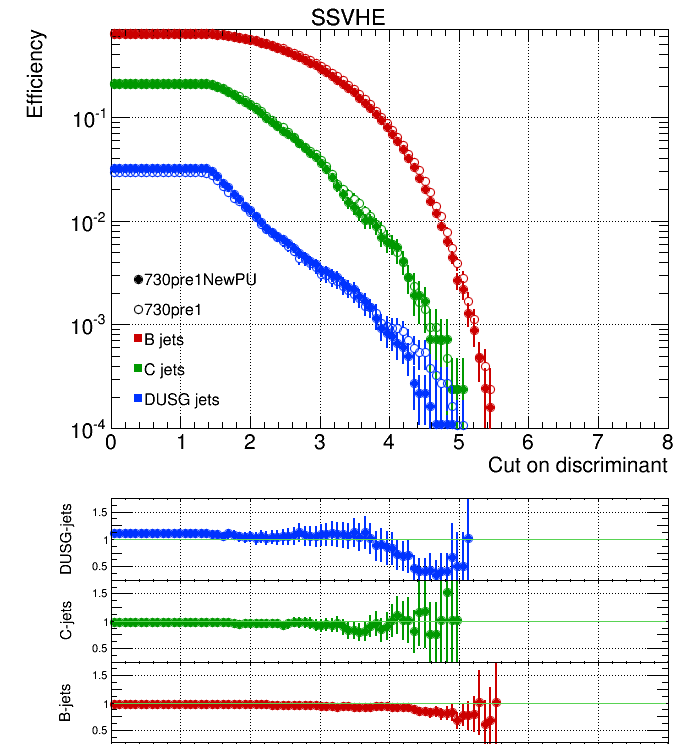 SSVHE
Efficiency
10⁻¹
10⁻²
10⁻³
10⁻⁴
730pre1NewPU
730pre1
B jets
C jets
DUSG jets
0 1 2 3 4 5 6 7 8
Cut on discriminant
DUSG-jets
1.5
1
0.5
C-jets
1.5
1
0.5
B-jets
1.5
1
0.5